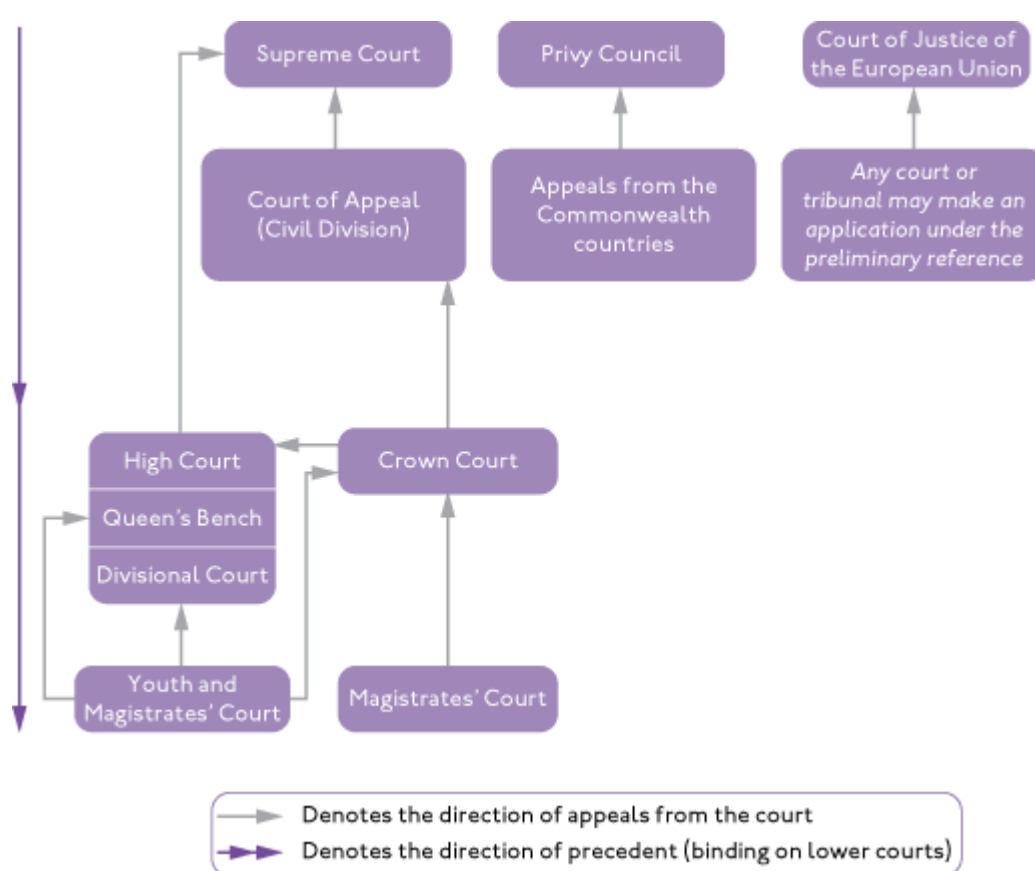 Supreme Court
Privy Council
Court of Justice of
the European Union
Court of Appeal
(Civil Division)
Appeals from the
Commonwealth
countries
Any court or
tribunal may make an
application under the
preliminary reference
High Court
Queen's Bench
Divisional Court
Crown Court
Youth and
Magistrates' Court
Magistrates' Court
Denotes the direction of appeals from the court
Denotes the direction of precedent (binding on lower courts)